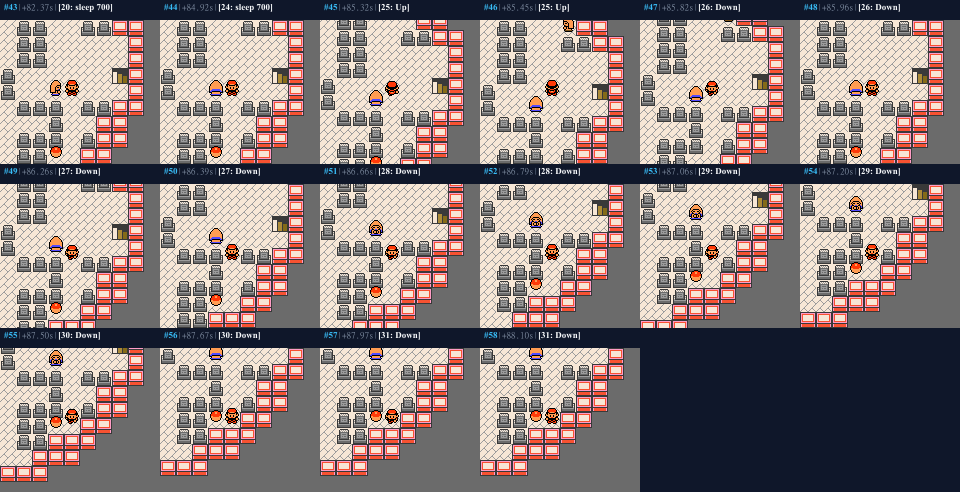 #43|+82.37s|[20: sleep 700]
#44|+84.92s|[24: sleep 700]
#45|+85.32s|[25: Up]
#46|+85.45s|[25: Up]
#47|+85.82s|[26: Down]
#48|+85.96s|[26: Down]
#49|+86.26s|[27: Down]
#50|+86.39s|[27: Down]
#51|+86.66s|[28: Down]
#52|+86.79s|[28: Down]
#53|+87.06s|[29: Down]
#54|+87.20s|[29: Down]
#55|+87.50s|[30: Down]
#56|+87.67s|[30: Down]
#57|+87.97s|[31: Down]
#58|+88.10s|[31: Down]